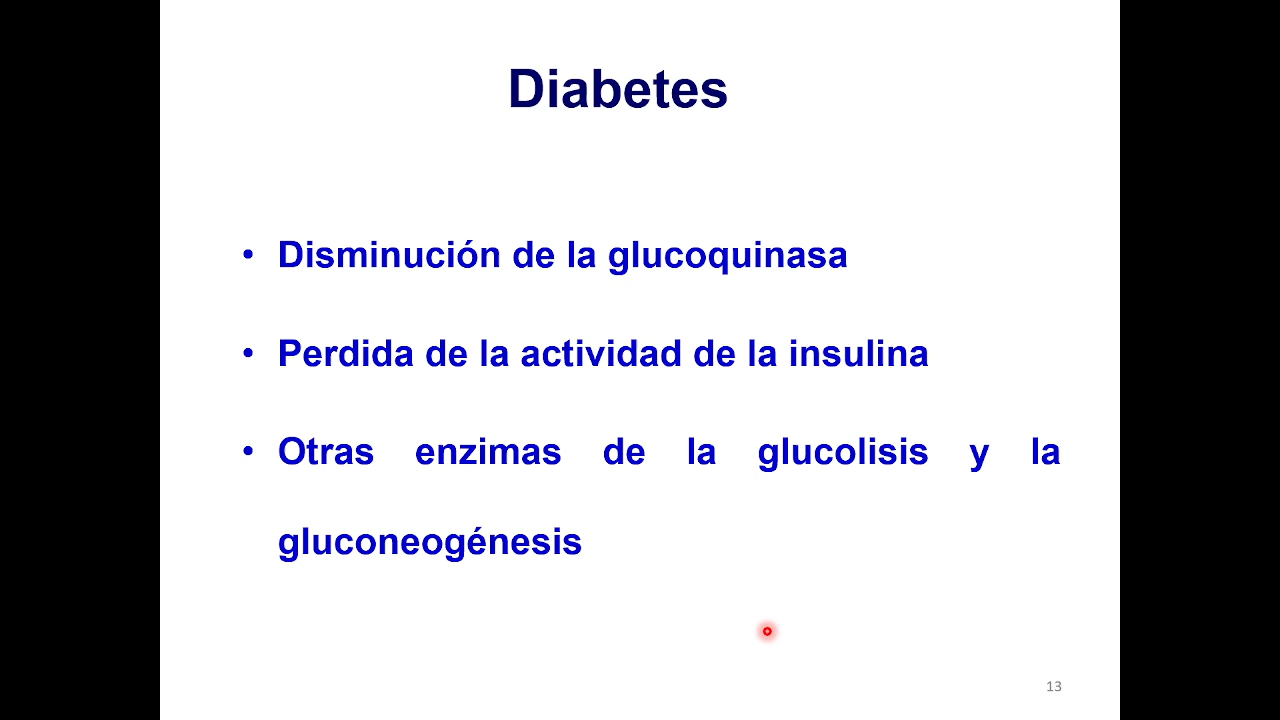 Diabetes
• Disminución de la glucoquinasa
• Perdida de la actividad de la insulina
• Otras enzimas de la glucolisis y la
gluconeogénesis
13